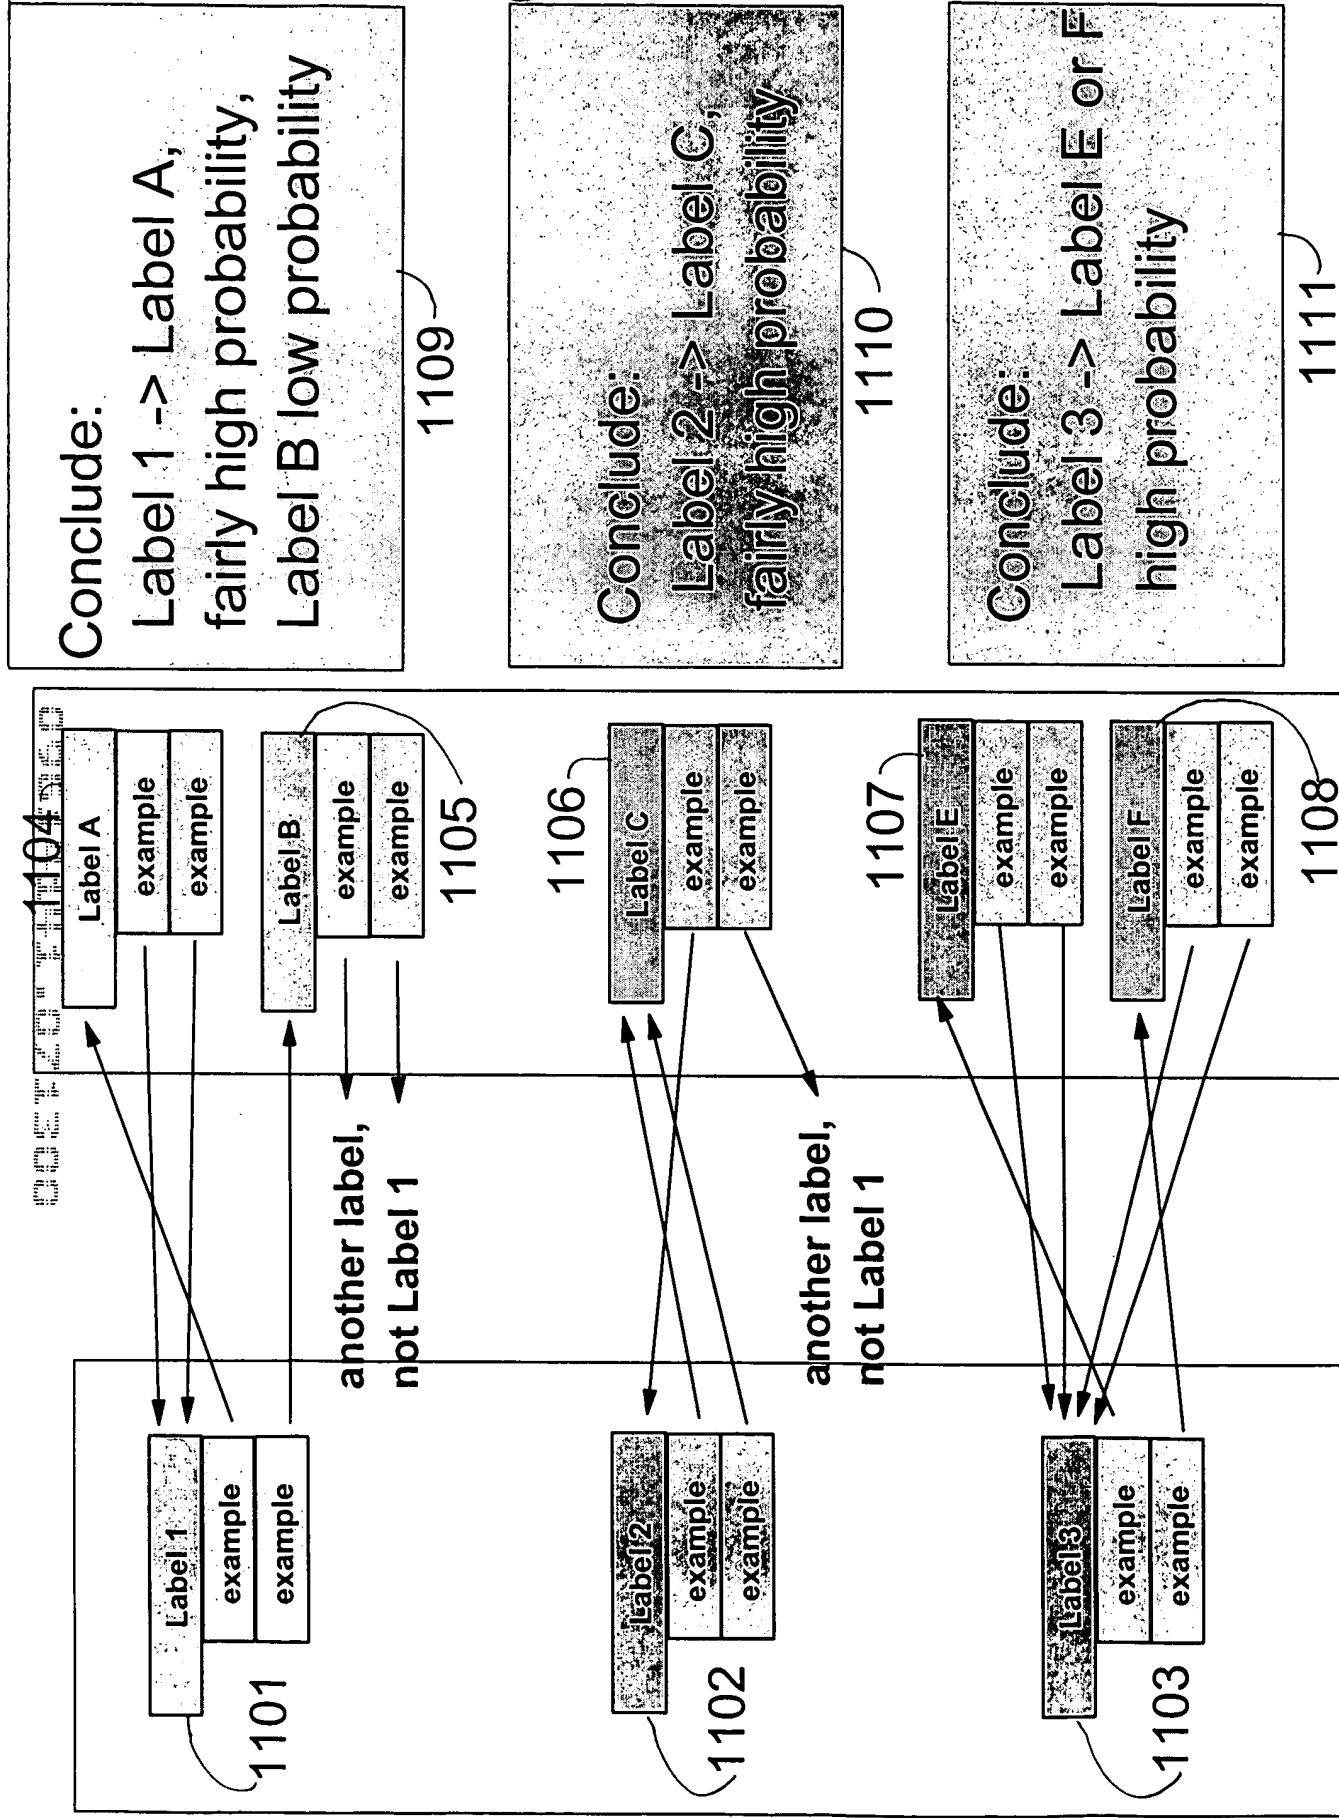 Label 1
example
example
1101
Label 2
example
example
1102
Label 3
example
example
1103
another label,
not Label 1
another label,
not Label 1
1104
Label A
example
example
Label B
example
example
1105
1106
Label C
example
example
1107
Label E
example
example
Label F
example
example
1108
Conclude:
Label 1 -> Label A,
fairly high probability,
Label B low probability
1109
Conclude:
Label 2 -> Label C,
fairly high probability
1110
Conclude:
Label 3 -> Label E or F
high probability
1111